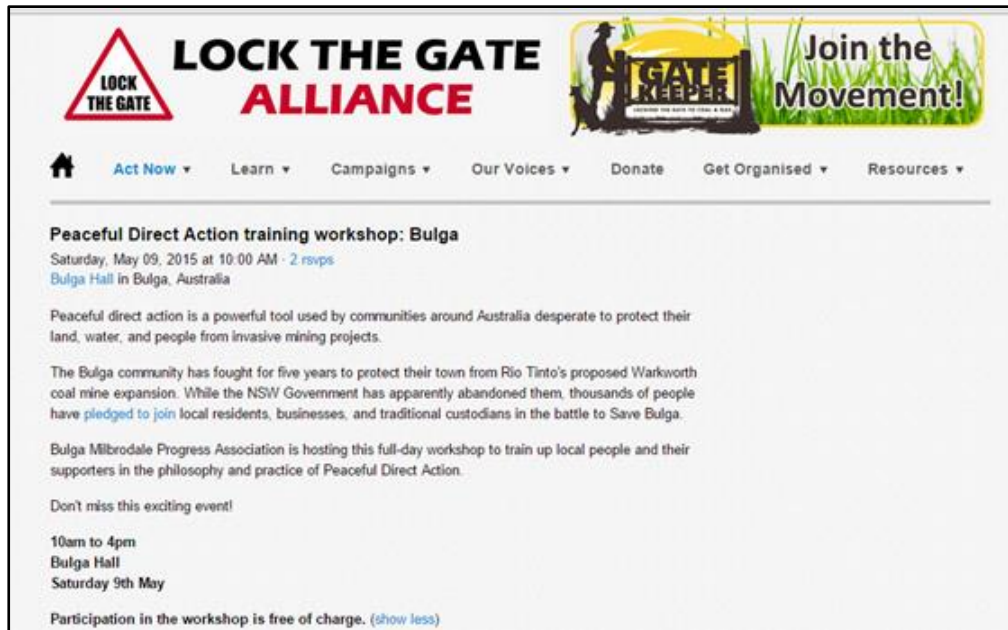 LOCK
THE GATE
LOCK THE GATE
ALLIANCE
GATE
KEEPER
LOCKING THE GATE TO COAL & GAS
Join the
Movement!
Act Now ▾ Learn ▾ Campaigns ▾ Our Voices ▾ Donate Get Organised ▾ Resources ▾
Peaceful Direct Action training workshop: Bulga
Saturday, May 09, 2015 at 10:00 AM · 2 rsvps
Bulga Hall in Bulga, Australia
Peaceful direct action is a powerful tool used by communities around Australia desperate to protect their
land, water, and people from invasive mining projects.
The Bulga community has fought for five years to protect their town from Rio Tinto's proposed Warkworth
coal mine expansion. While the NSW Government has apparently abandoned them, thousands of people
have pledged to join local residents, businesses, and traditional custodians in the battle to Save Bulga.
Bulga Milbrodale Progress Association is hosting this full-day workshop to train up local people and their
supporters in the philosophy and practice of Peaceful Direct Action.
Don't miss this exciting event!
10am to 4pm
Bulga Hall
Saturday 9th May
Participation in the workshop is free of charge. (show less)